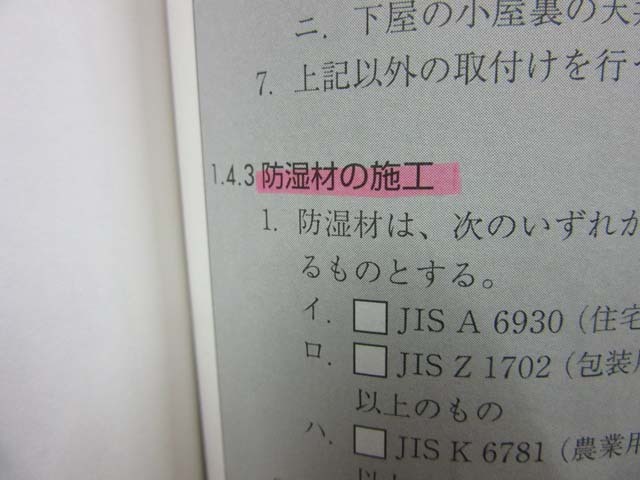 ニ. 下屋の小屋裏の天
7. 上記以外の取付けを行
1.4.3 防湿材の施工
1. 防湿材は、次のいずれか
るものとする。
イ. □ JIS A 6930 (住宅
ロ. □ JIS Z 1702 (包装用
以上のもの
ハ. □ JIS K 6781 (農業用